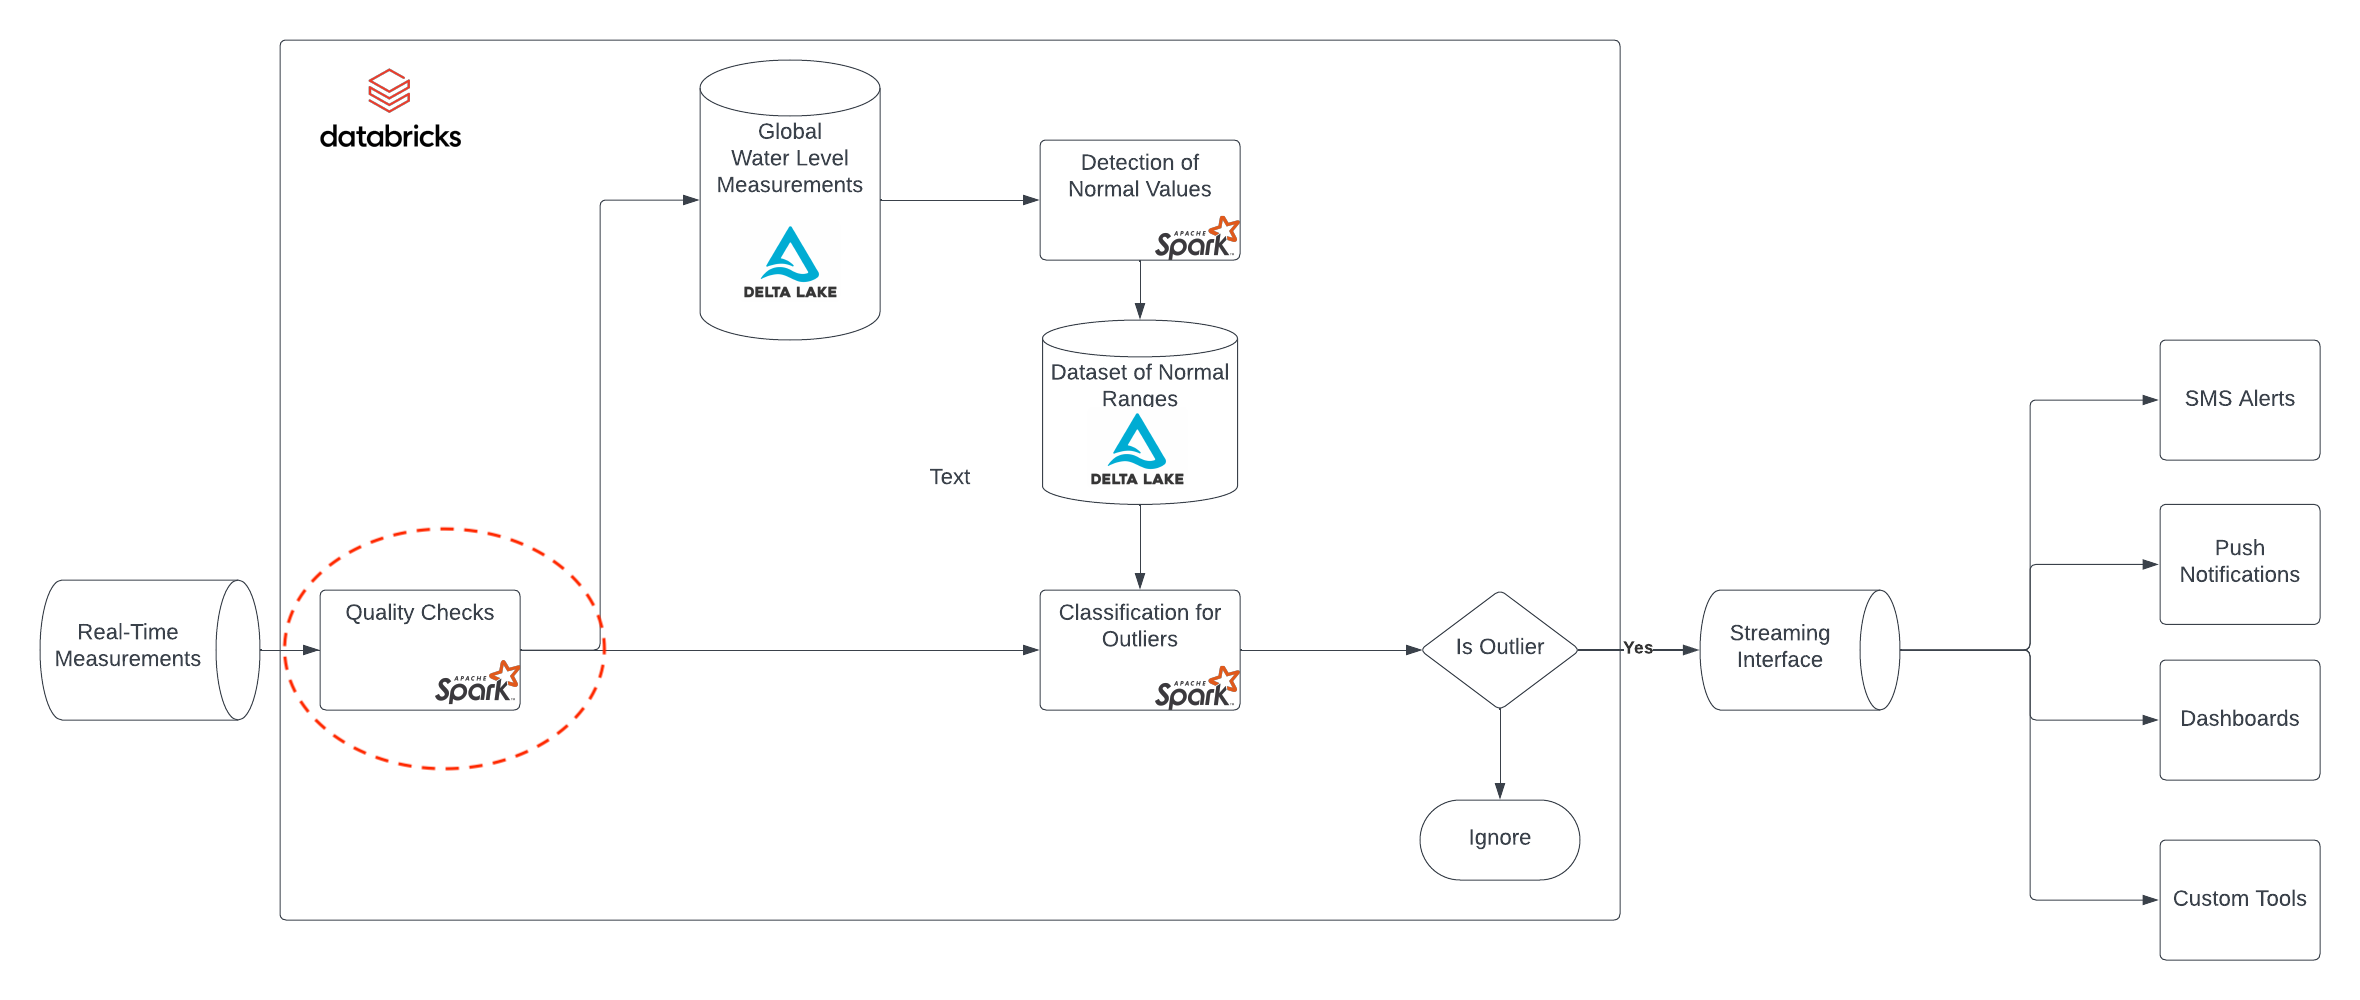 databricks
Global
Water Level
Measurements
DELTA LAKE
Detection of
Normal Values
APACHE
Spark
Dataset of Normal
Ranges
DELTA LAKE
Text
Real-Time
Measurements
Quality Checks
APACHE
Spark
Classification for
Outliers
APACHE
Spark
Is Outlier
Yes
Ignore
Streaming
Interface
SMS Alerts
Push
Notifications
Dashboards
Custom Tools